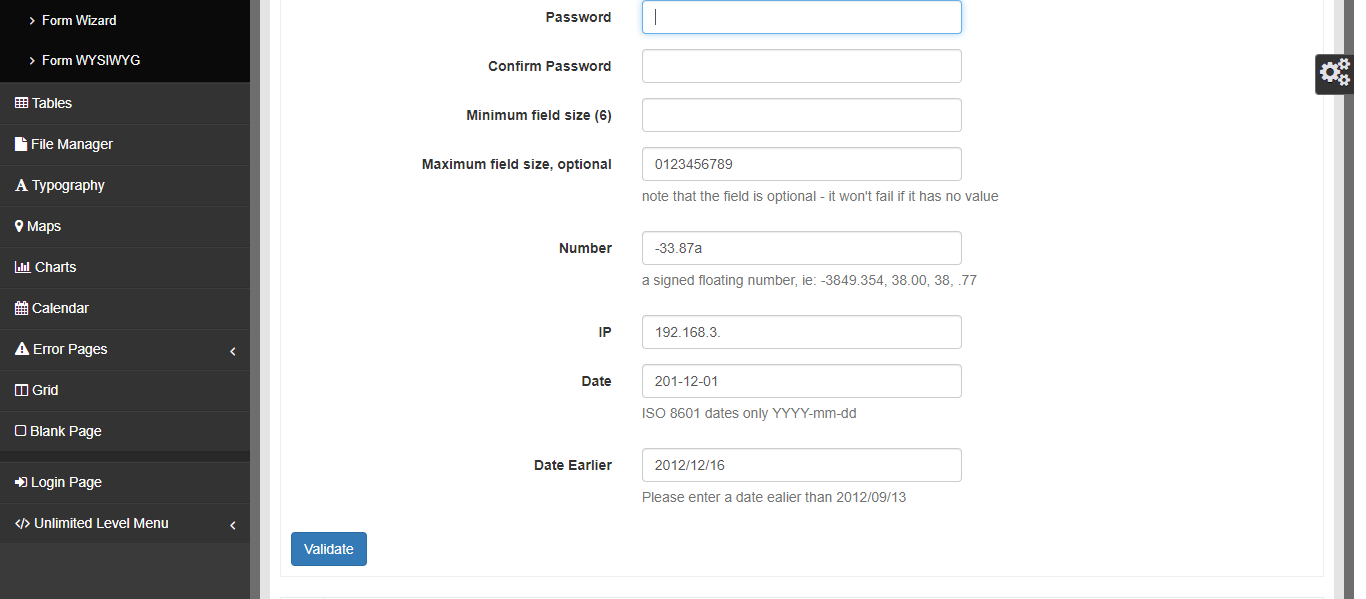 Form Wizard
Form WYSIWYG
Tables
File Manager
Typography
Maps
Charts
Calendar
Error Pages
Grid
Blank Page
Login Page
Unlimited Level Menu
Password
Confirm Password
Minimum field size (6)
Maximum field size, optional 0123456789
note that the field is optional - it won't fail if it has no value
Number -33.87a
a signed floating number, ie: -3849.354, 38.00, 38, .77
IP 192.168.3.
Date 201-12-01
ISO 8601 dates only YYYY-mm-dd
Date Earlier 2012/12/16
Please enter a date ealier than 2012/09/13
Validate